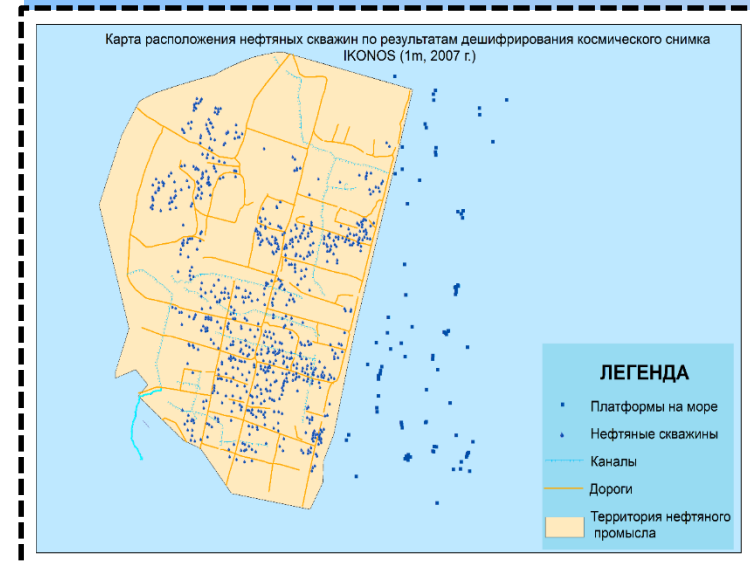 Карта расположения нефтяных скважин по результатам дешифрирования космического снимка
IKONOS (1m, 2007 г.)
ЛЕГЕНДА
Платформы на море
Нефтяные скважины
Каналы
Дороги
Территория нефтяного
промысла